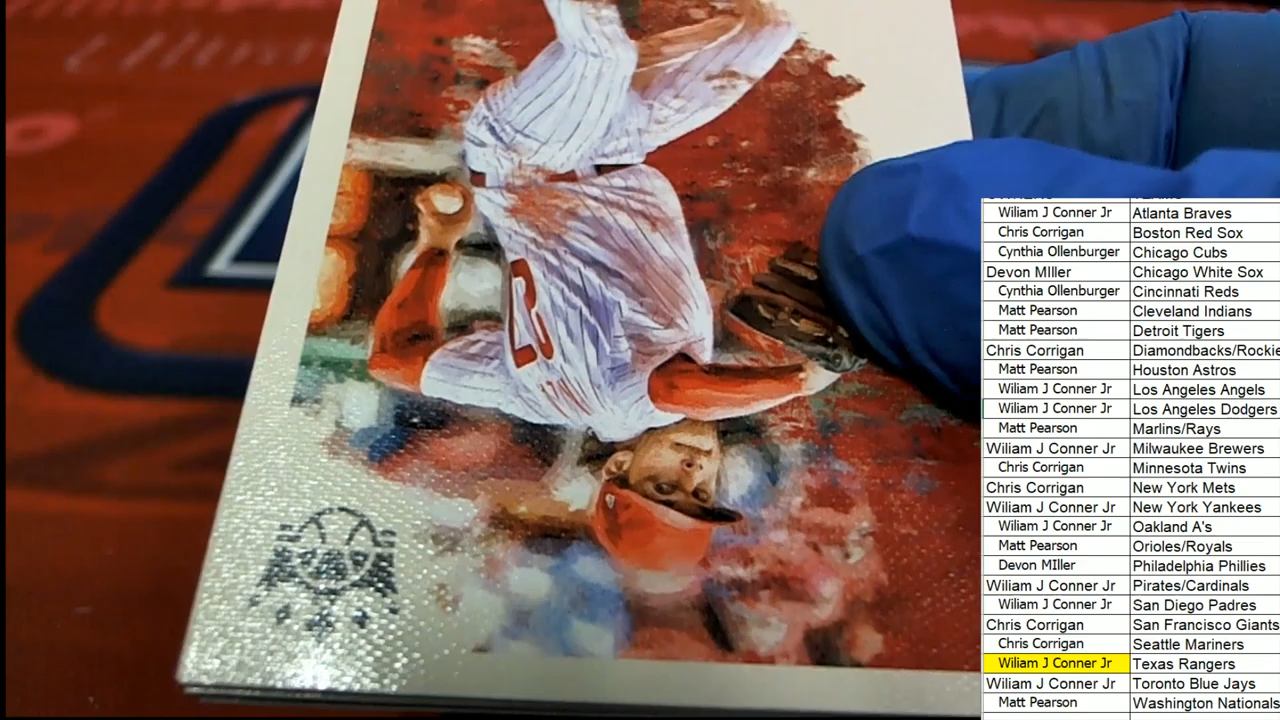 Wiliam J Conner Jr Atlanta Braves
Chris Corrigan Boston Red Sox
Cynthia Ollenburger Chicago Cubs
Devon MIller Chicago White Sox
Cynthia Ollenburger Cincinnati Reds
Matt Pearson Cleveland Indians
Matt Pearson Detroit Tigers
Chris Corrigan Diamondbacks/Rockie
Matt Pearson Houston Astros
Wiliam J Conner Jr Los Angeles Angels
Wiliam J Conner Jr Los Angeles Dodgers
Matt Pearson Marlins/Rays
Wiliam J Conner Jr Milwaukee Brewers
Chris Corrigan Minnesota Twins
Chris Corrigan New York Mets
Wiliam J Conner Jr New York Yankees
Wiliam J Conner Jr Oakland A's
Matt Pearson Orioles/Royals
Devon MIller Philadelphia Phillies
Wiliam J Conner Jr Pirates/Cardinals
Wiliam J Conner Jr San Diego Padres
Chris Corrigan San Francisco Giants
Chris Corrigan Seattle Mariners
Wiliam J Conner Jr Texas Rangers
Wiliam J Conner Jr Toronto Blue Jays
Matt Pearson Washington Nationals
27